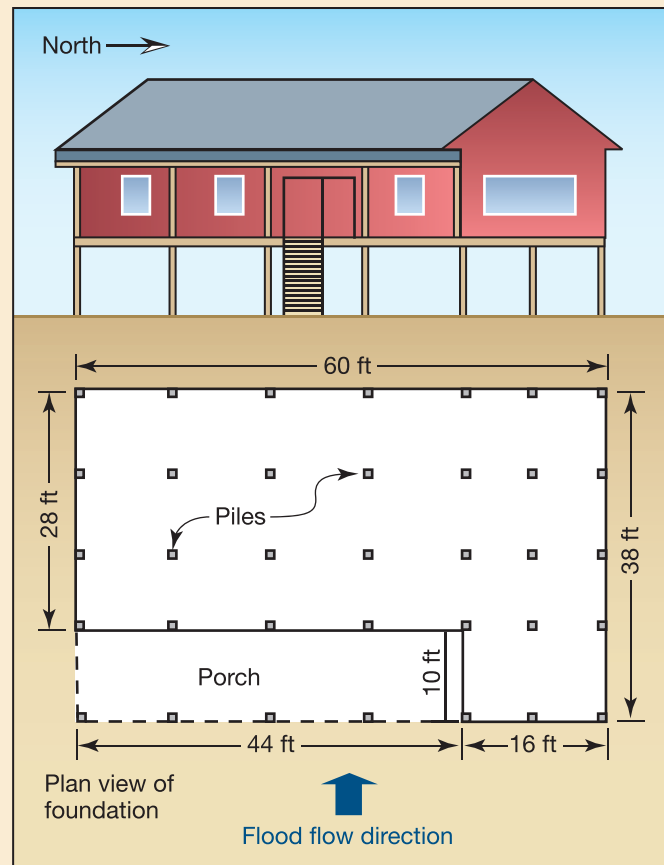 North
60 ft
28 ft
Piles
38 ft
Porch
10 ft
44 ft
16 ft
Plan view of
foundation
Flood flow direction